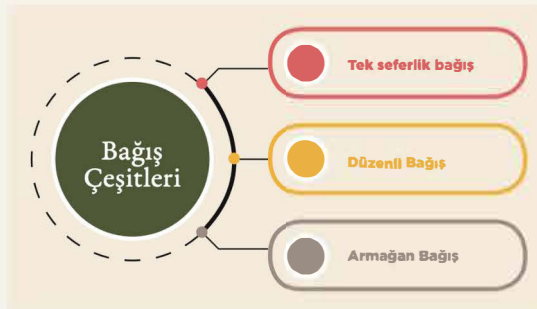 Bağış
Çeşitleri
Tek seferlik bağış
Düzenli Bağış
Armağan Bağış